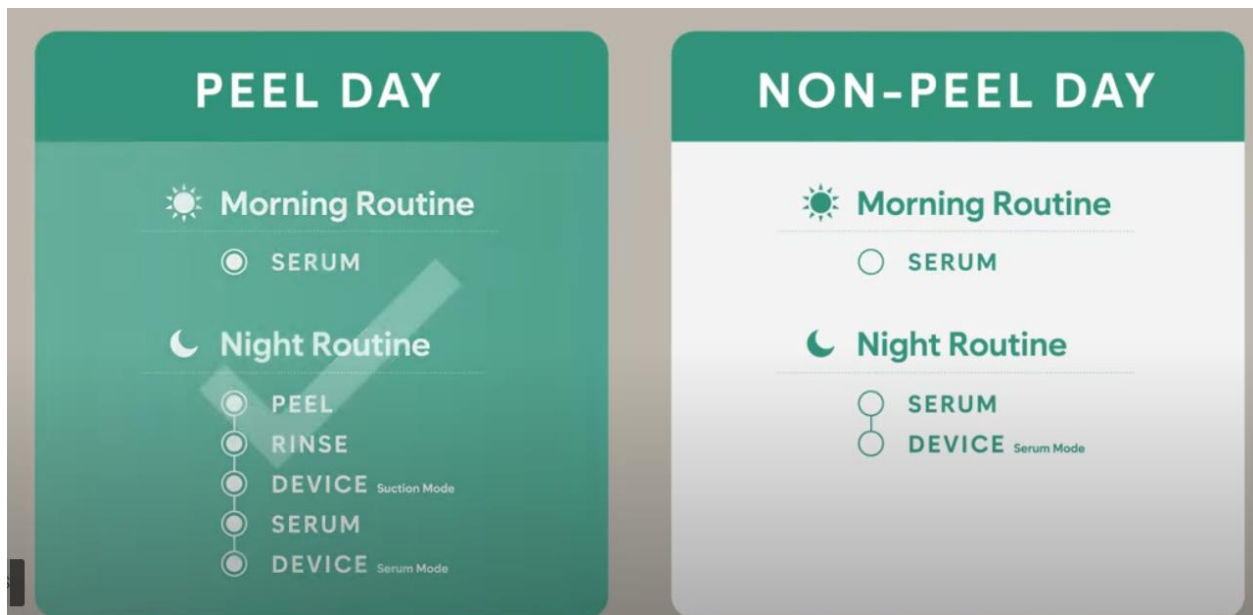 PEEL DAY
Morning Routine
SERUM
Night Routine
PEEL
RINSE
DEVICE Suction Mode
SERUM
DEVICE Serum Mode
NON-PEEL DAY
Morning Routine
SERUM
Night Routine
SERUM
DEVICE Serum Mode